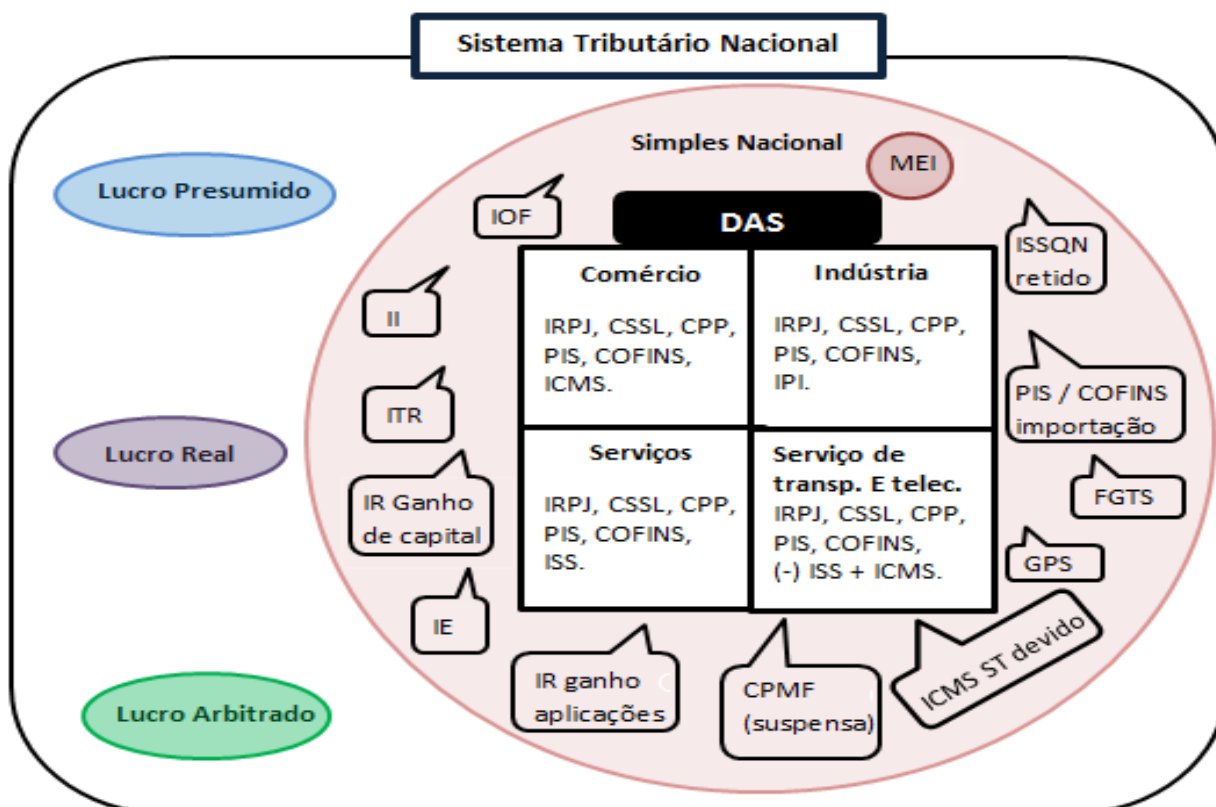 Sistema Tributário Nacional
Simples Nacional
MEI
Lucro Presumido
Lucro Real
Lucro Arbitrado
DAS
Comércio
IRPJ, CSSL, CPP,
PIS, COFINS,
ICMS.
Indústria
IRPJ, CSSL, CPP,
PIS, COFINS,
IPI.
Serviços
IRPJ, CSSL, CPP,
PIS, COFINS,
ISS.
Serviço de
transp. E telec.
IRPJ, CSSL, CPP,
PIS, COFINS,
(-) ISS + ICMS.
IOF
II
ITR
IR Ganho
de capital
IE
IR ganho
aplicações
CPMF
(suspensa)
ICMS ST devido
GPS
FGTS
PIS / COFINS
importação
ISSQN
retido